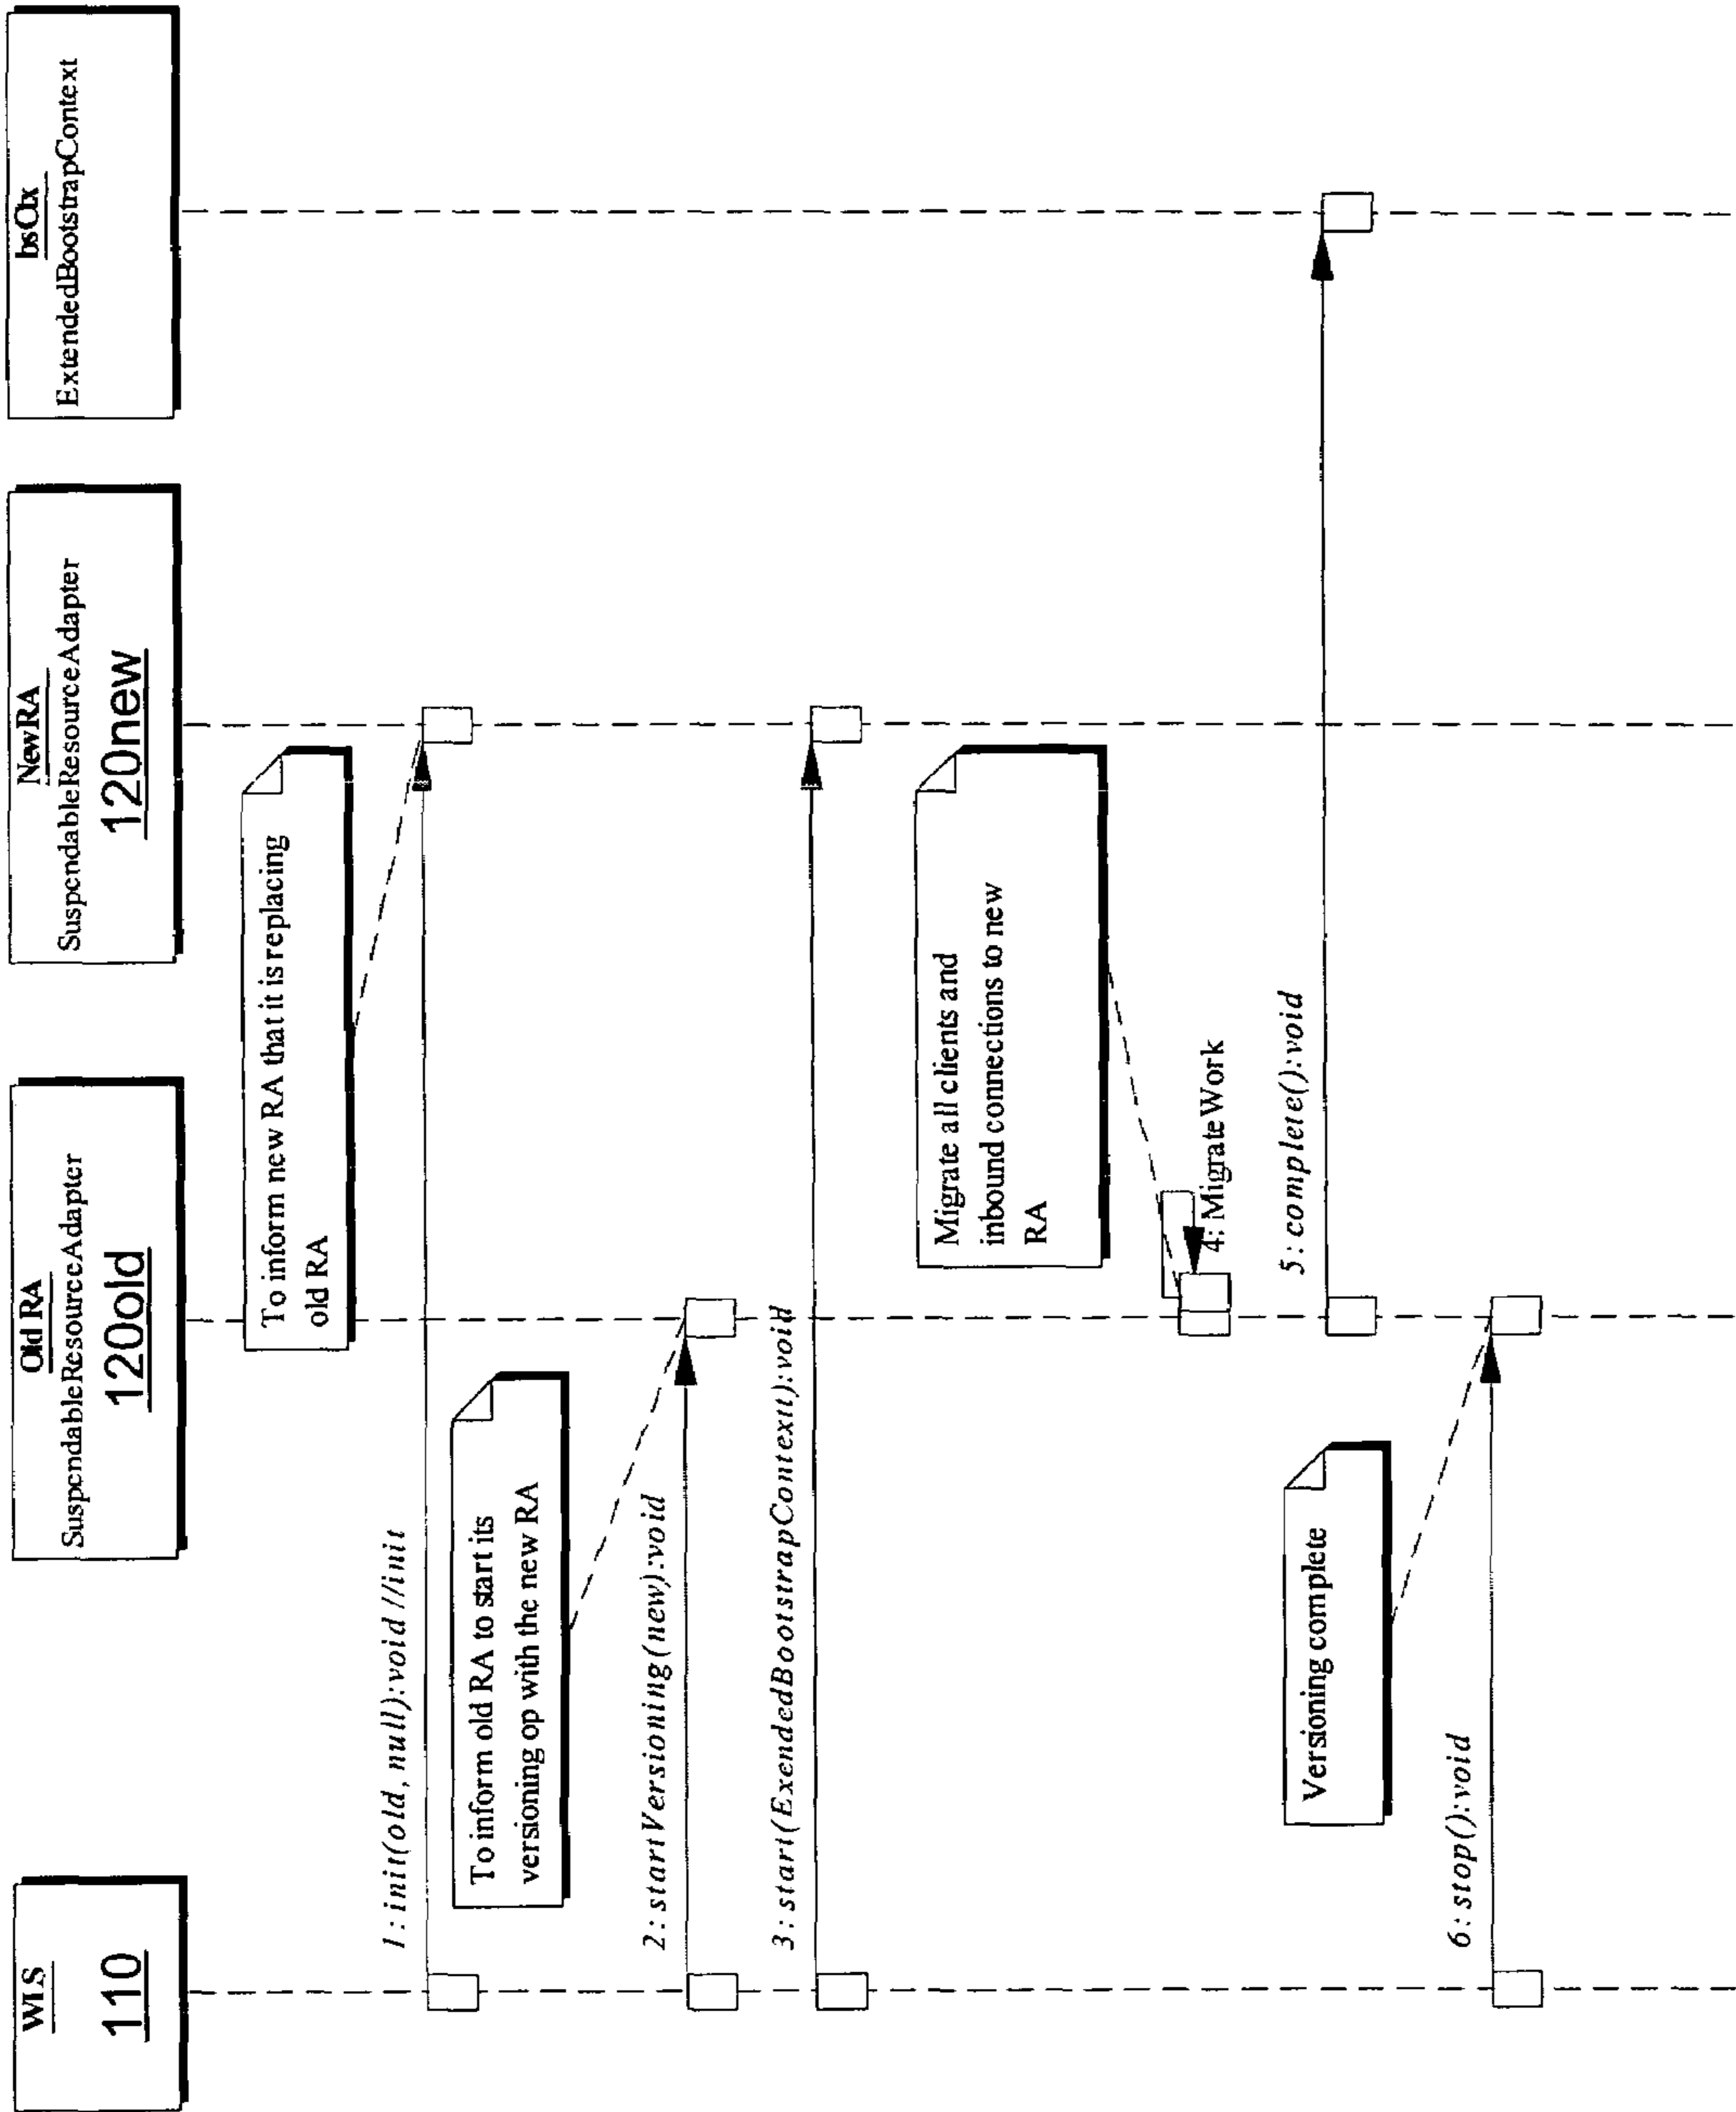 WLS
110
Old RA
SuspendableResourceAdapter
120old
NewRA
SuspendableResourceAdapter
120new
bsCtx
ExtendedBootstrapContext
To inform new RA that it is replacing
old RA
1: init(old, null):void //init
To inform old RA to start its
versioning op with the new RA
2: startVersioning(new):void
3: start(ExendedBootstrapContext):void
Migrate all clients and
inbound connections to new
RA
4: Migrate Work
5: complete():void
Versioning complete
6: stop():void